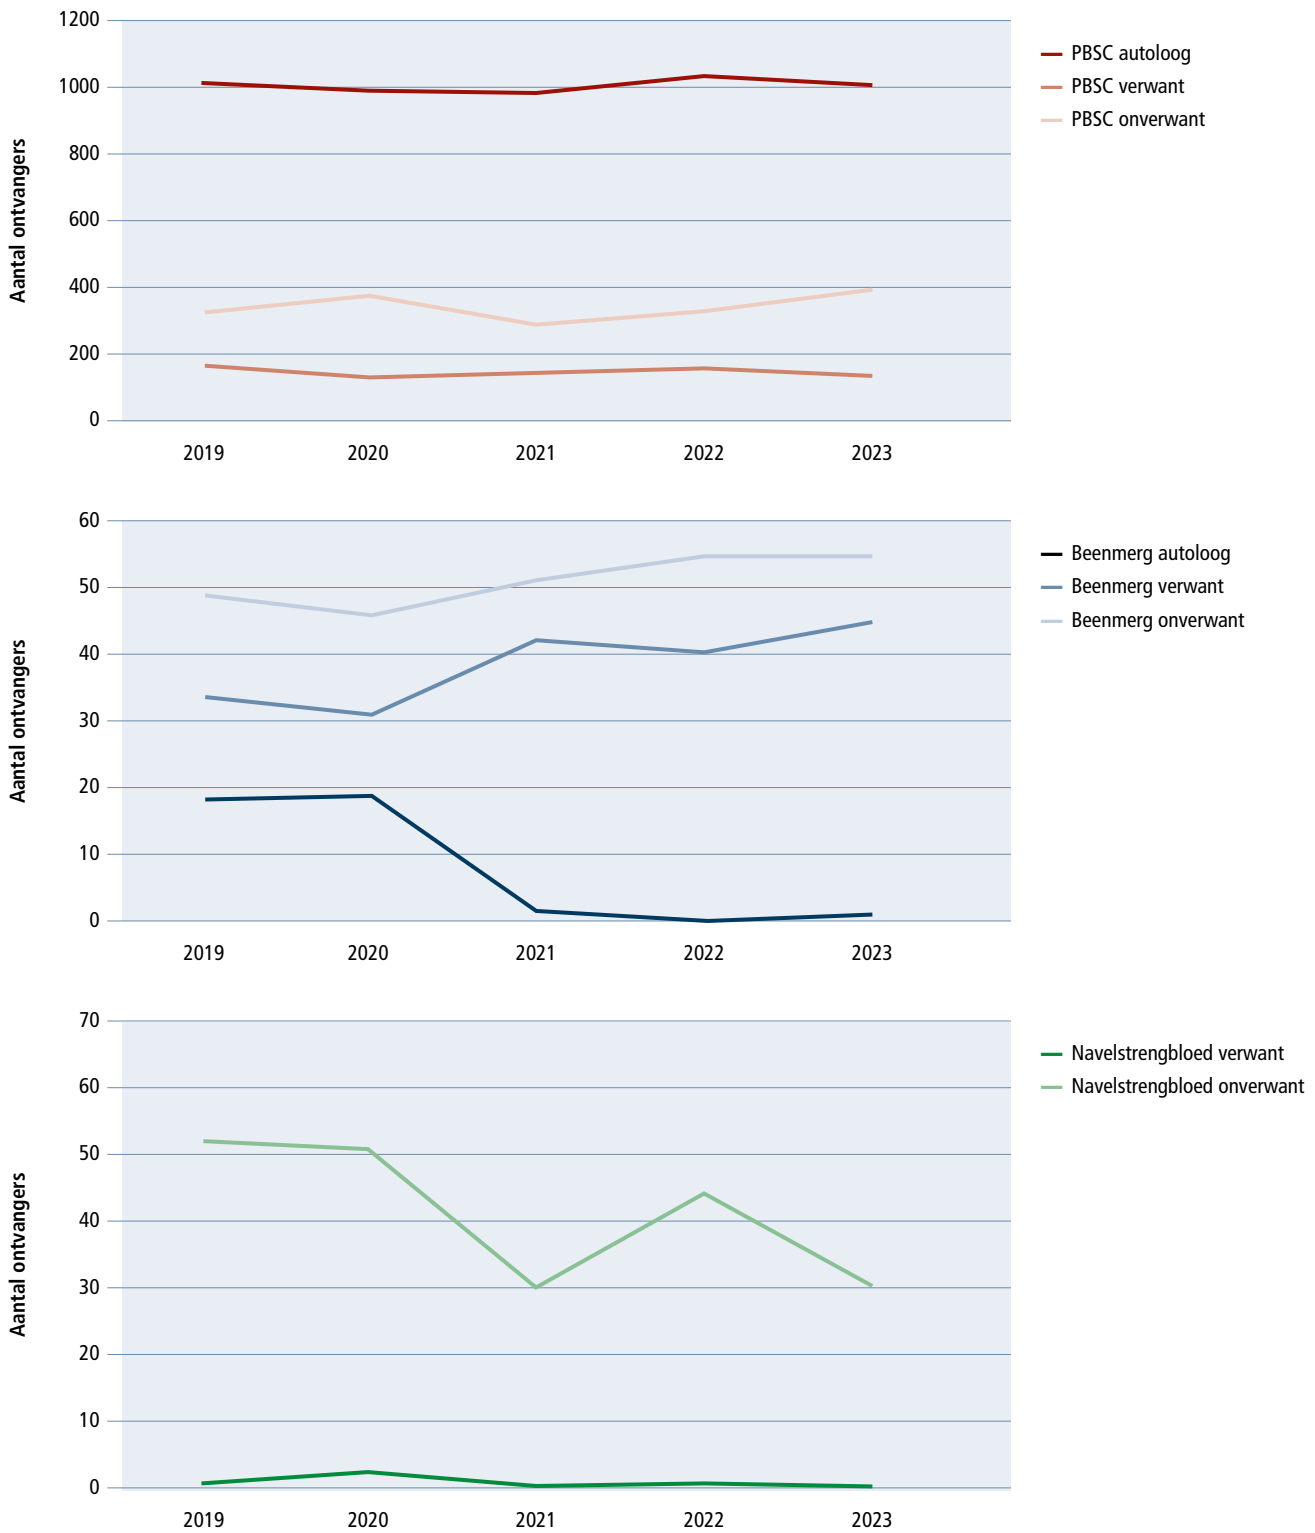 Aantal ontvangers
1200
1000
800
600
400
200
0
2019 2020 2021 2022 2023
PBSC autoloog
PBSC verwant
PBSC onverwant
Aantal ontvangers
60
50
40
30
20
10
0
2019 2020 2021 2022 2023
Beenmerg autoloog
Beenmerg verwant
Beenmerg onverwant
Aantal ontvangers
70
60
50
40
30
20
10
0
2019 2020 2021 2022 2023
Navelstrengbloed verwant
Navelstrengbloed onverwant